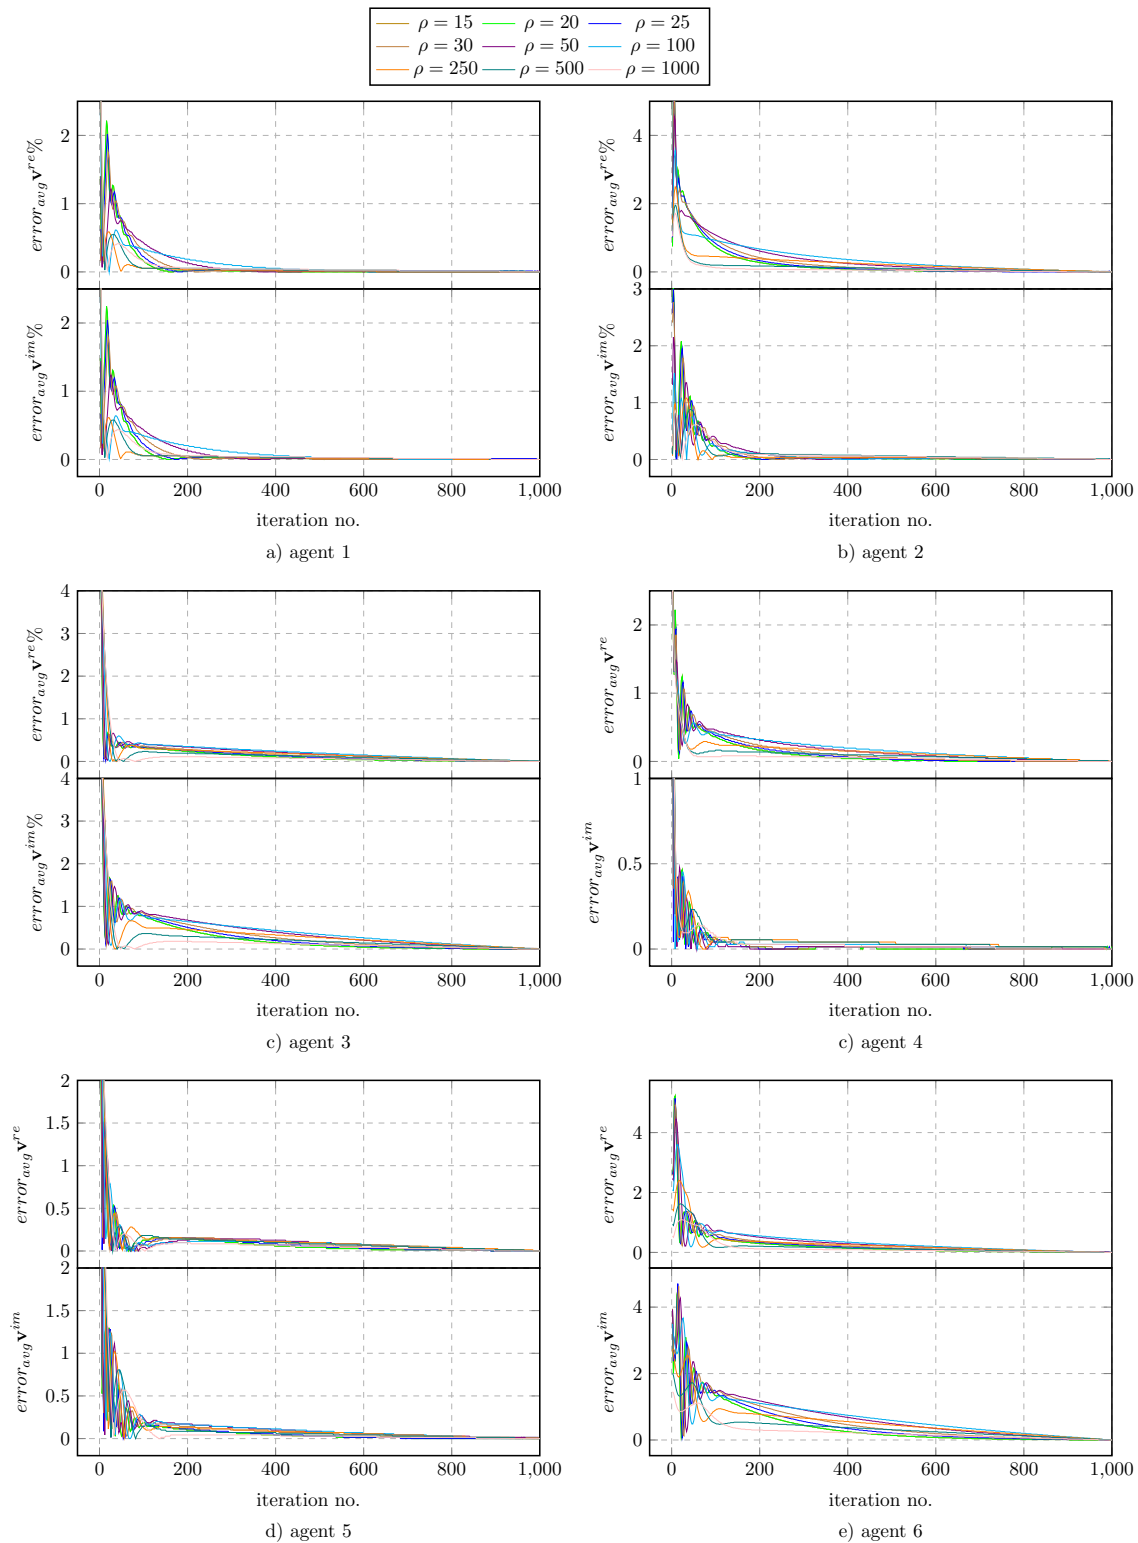 ρ = 15 ρ = 20 ρ = 25
ρ = 30 ρ = 50 ρ = 100
ρ = 250 ρ = 500 ρ = 1000
error_avg v^re%
2
1
0
error_avg v^im%
2
1
0
0 200 400 600 800 1,000
iteration no.
a) agent 1
error_avg v^re%
4
2
0
error_avg v^im%
3
2
1
0
0 200 400 600 800 1,000
iteration no.
b) agent 2
error_avg v^re%
4
3
2
1
0
error_avg v^im%
4
3
2
1
0
0 200 400 600 800 1,000
iteration no.
c) agent 3
error_avg v^re
2
1
0
error_avg v^im
1
0.5
0
0 200 400 600 800 1,000
iteration no.
c) agent 4
error_avg v^re
2
1.5
1
0.5
0
error_avg v^im
2
1.5
1
0.5
0
0 200 400 600 800 1,000
iteration no.
d) agent 5
error_avg v^re
4
2
0
error_avg v^im
4
2
0
0 200 400 600 800 1,000
iteration no.
e) agent 6